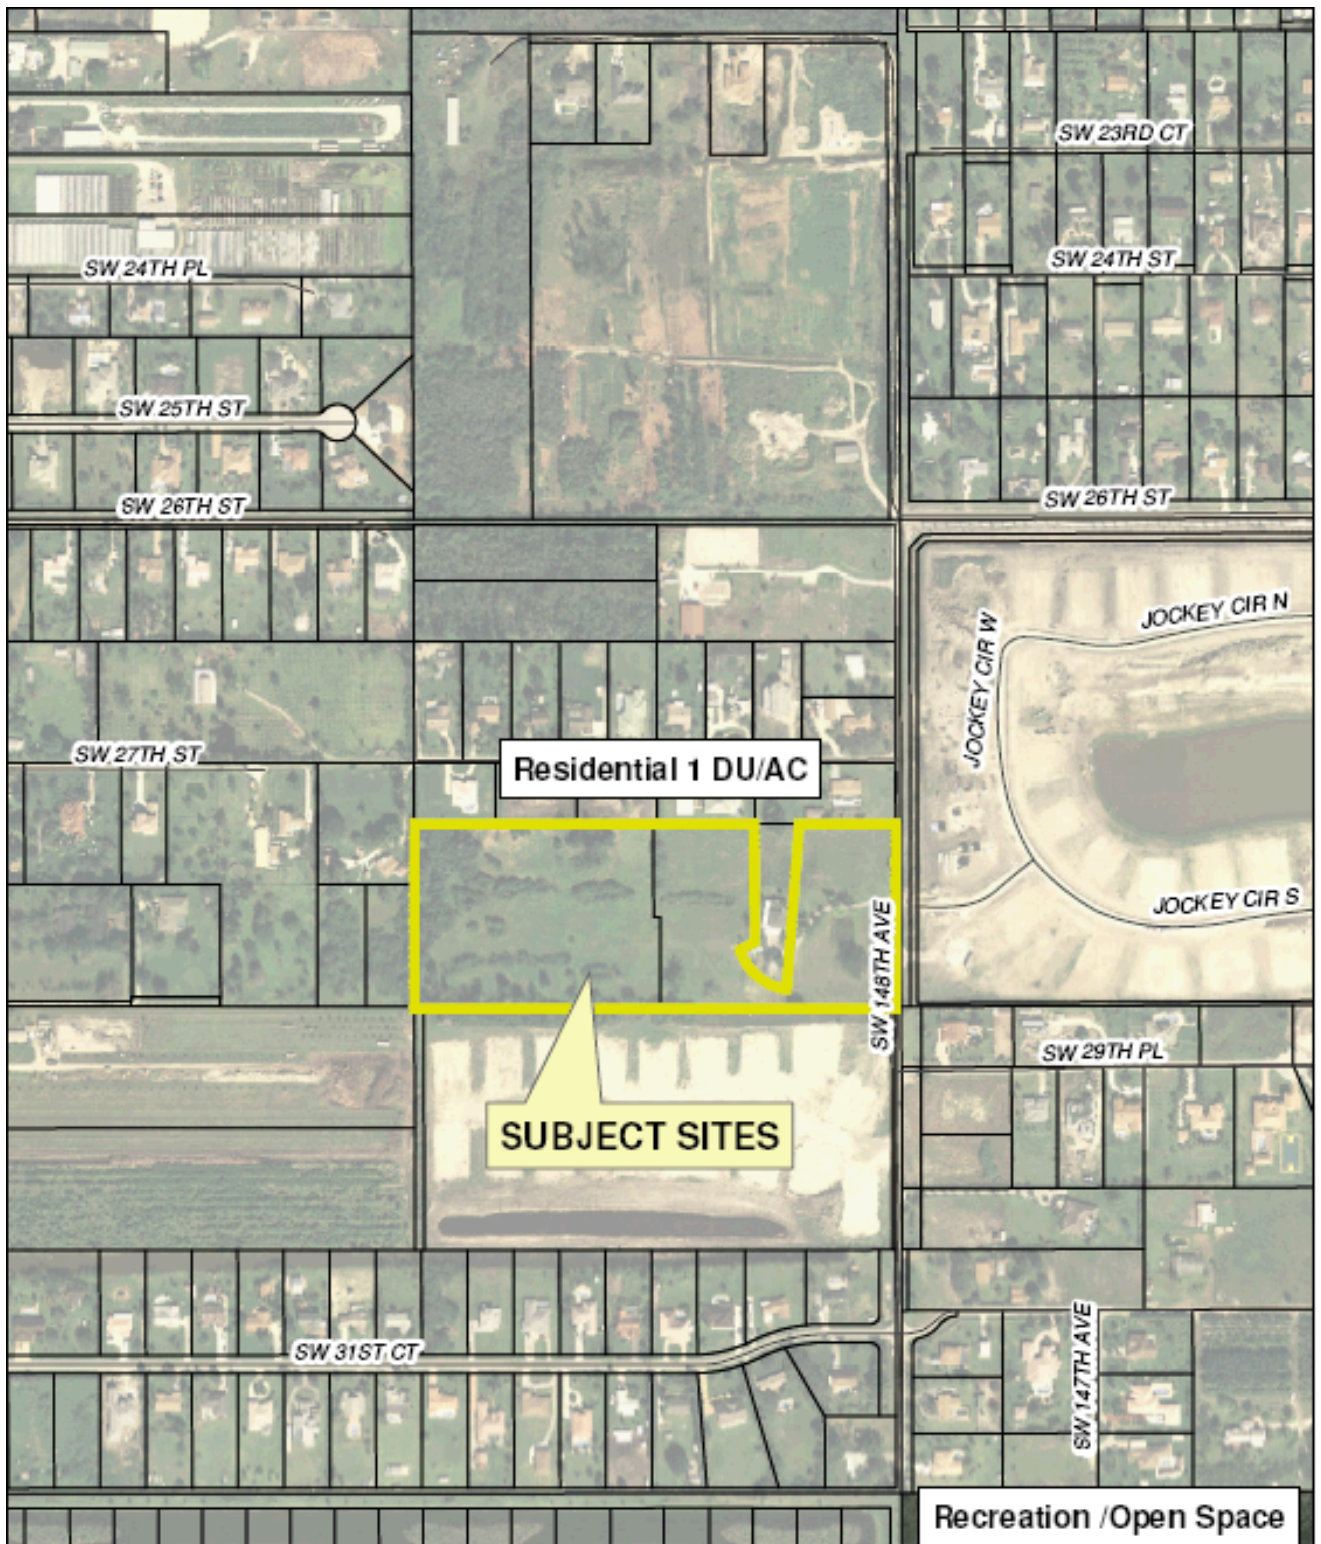 SW 23RD CT
SW 24TH ST
SW 24TH PL
SW 25TH ST
SW 26TH ST
SW 26TH ST
JOCKEY CIR N
JOCKEY CIR W
SW 27TH ST
Residential 1 DU/AC
JOCKEY CIR S
SW 148TH AVE
SW 29TH PL
SUBJECT SITES
SW 31ST CT
SW 147TH AVE
Recreation /Open Space